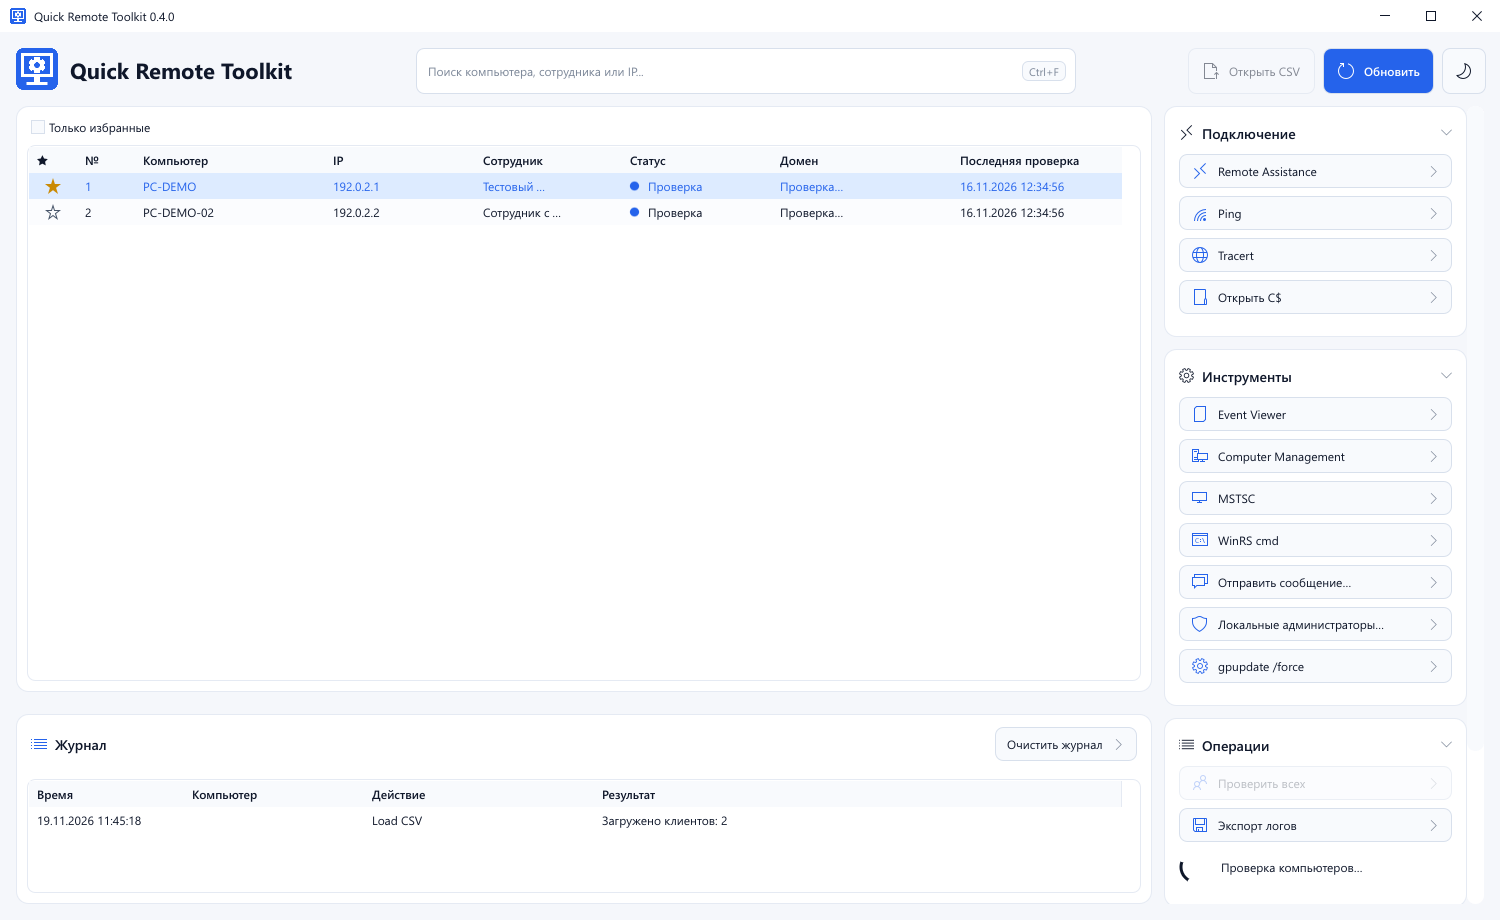 Quick Remote Toolkit 0.4.0
Quick Remote Toolkit
Поиск компьютера, сотрудника или IP...
Ctrl+F
Открыть CSV
Обновить
Только избранные
★ № Компьютер IP Сотрудник Статус Домен Последняя проверка
★ 1 PC-DEMO 192.0.2.1 Тестовый ... Проверка Проверка... 16.11.2026 12:34:56
☆ 2 PC-DEMO-02 192.0.2.2 Сотрудник с ... Проверка Проверка... 16.11.2026 12:34:56
Журнал
Очистить журнал
Время Компьютер Действие Результат
19.11.2026 11:45:18 Load CSV Загружено клиентов: 2
Подключение
Remote Assistance
Ping
Tracert
Открыть C$
Инструменты
Event Viewer
Computer Management
MSTSC
WinRS cmd
Отправить сообщение...
Локальные администраторы...
gpupdate /force
Операции
Проверить всех
Экспорт логов
Проверка компьютеров...